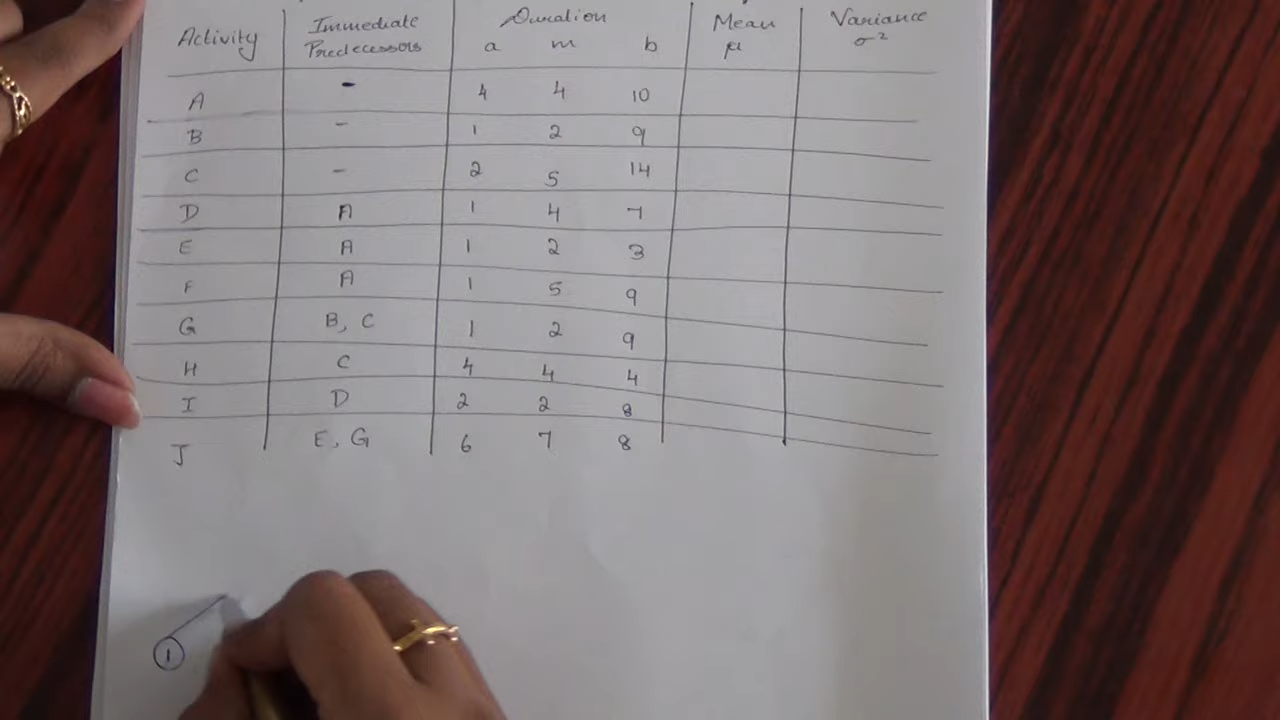 Activity Immediate Predecessors Duration Mean Variance
a m b μ σ²
A - 4 4 10
B - 1 2 9
C - 2 5 14
D A 1 4 7
E A 1 2 3
F A 1 5 9
G B, C 1 2 9
H C 4 4 4
I D 2 2 8
J E, G 6 7 8
1